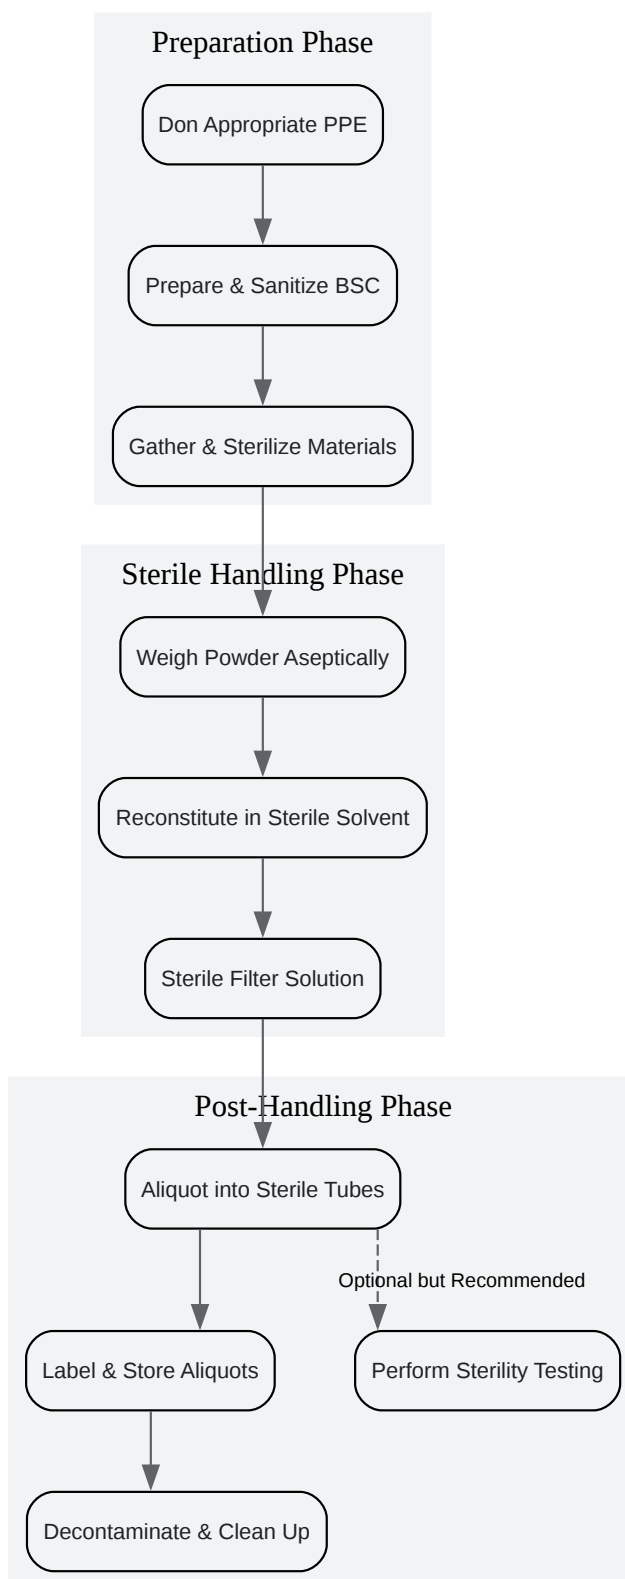 Preparation Phase
Don Appropriate PPE
Prepare & Sanitize BSC
Gather & Sterilize Materials
Sterile Handling Phase
Weigh Powder Aseptically
Reconstitute in Sterile Solvent
Sterile Filter Solution
Post-Handling Phase
Aliquot into Sterile Tubes
Optional but Recommended
Label & Store Aliquots
Perform Sterility Testing
Decontaminate & Clean Up